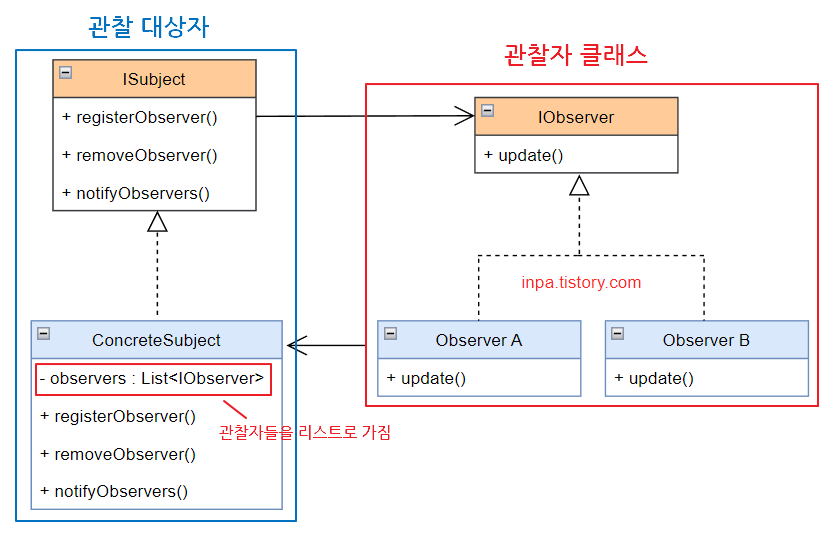 관찰 대상자
ISubject
+ registerObserver()
+ removeObserver()
+ notifyObservers()
ConcreteSubject
- observers : List<IObserver>
+ registerObserver()
+ removeObserver()
+ notifyObservers()
관찰자들을 리스트로 가짐
관찰자 클래스
IObserver
+ update()
inpa.tistory.com
Observer A
+ update()
Observer B
+ update()